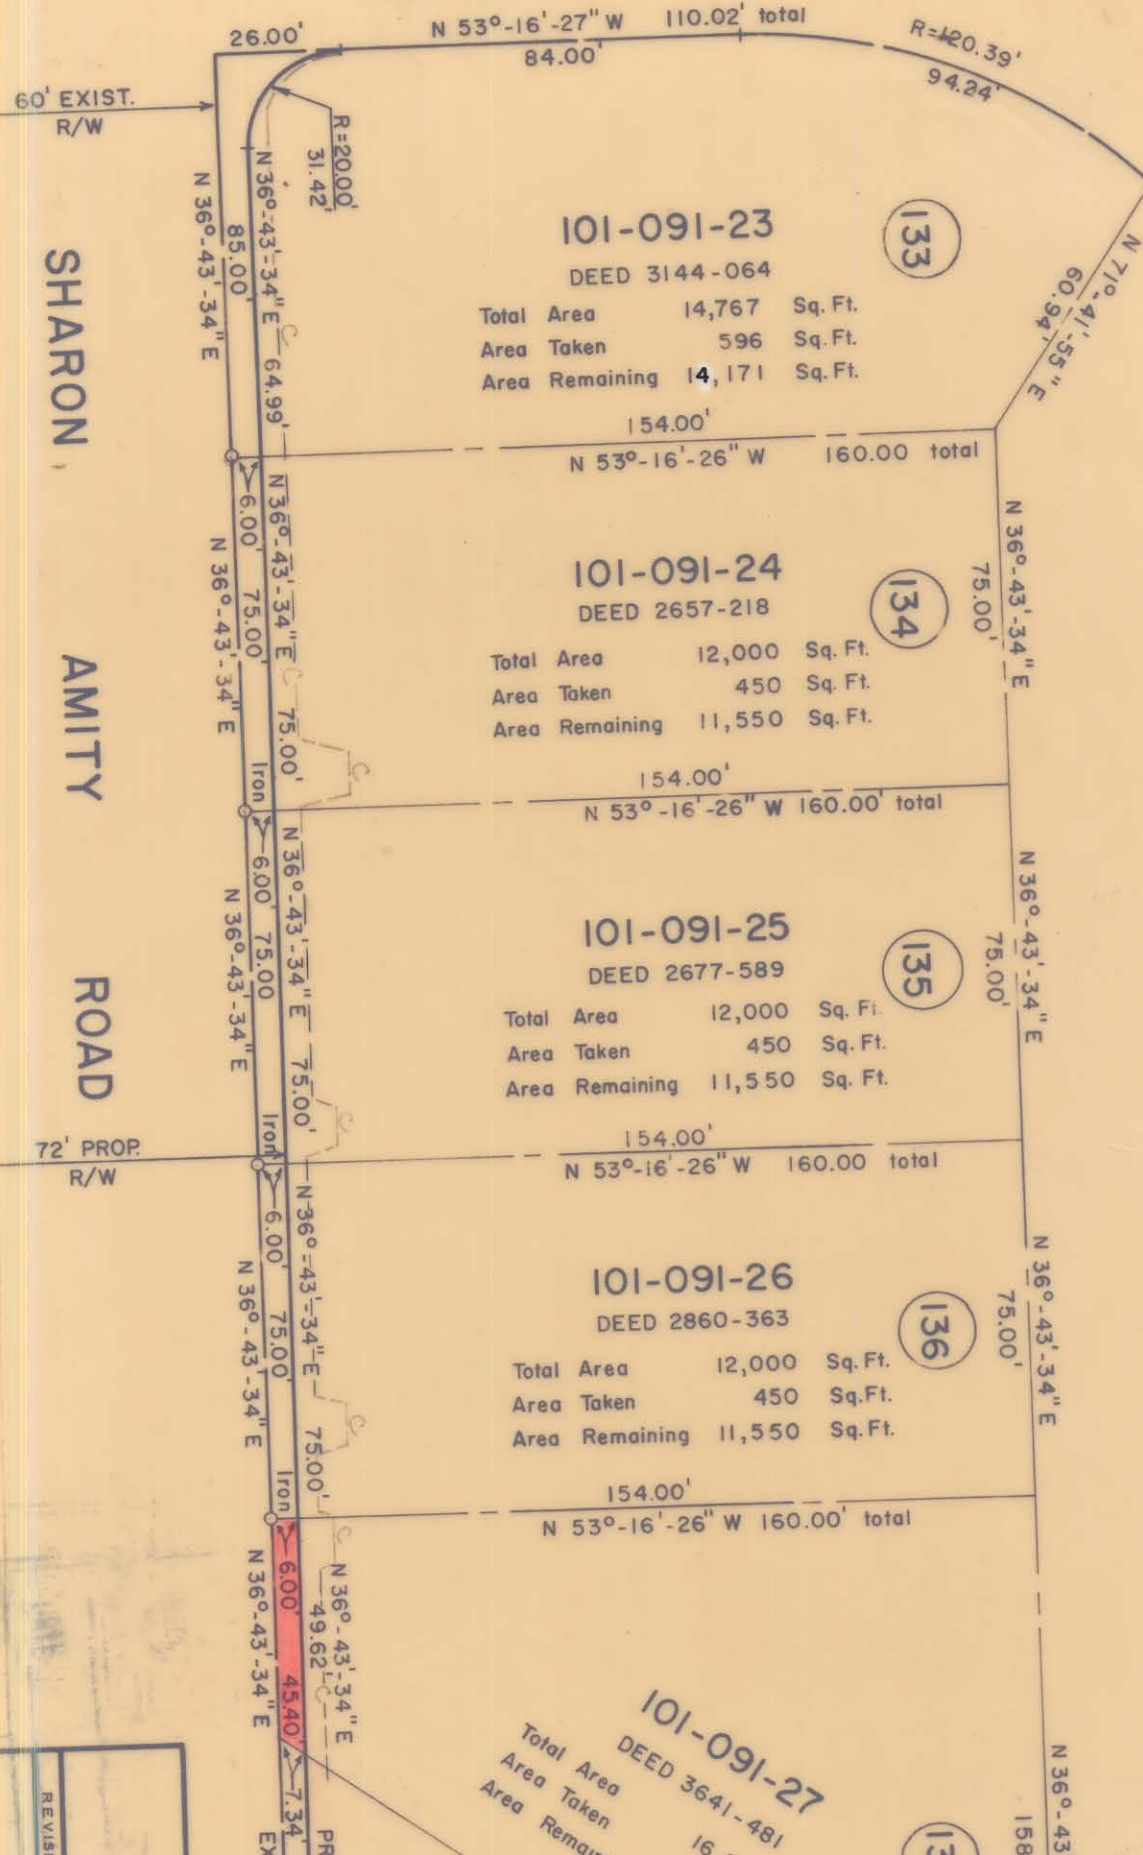 N 53°-16'-27" W 110.02' total
26.00'
84.00'
R=120.39'
94.24'
60' EXIST.
R/W
R=20.00'
31.42'
N 36°-43'-34" E
85.00'
N 36°-43'-34" E C 64.99'
N 71°-41'-55" E
60.94'
101-091-23
133
DEED 3144-064
Total Area 14,767 Sq. Ft.
Area Taken 596 Sq. Ft.
Area Remaining 14,171 Sq. Ft.
154.00'
N 53°-16'-26" W 160.00 total
SHARON
AMITY
ROAD
6.00'
75.00'
N 36°-43'-34" E
N 36°-43'-34" E C 75.00'
C
Iron
101-091-24
134
DEED 2657-218
Total Area 12,000 Sq. Ft.
Area Taken 450 Sq. Ft.
Area Remaining 11,550 Sq. Ft.
N 36°-43'-34" E
75.00'
154.00'
N 53°-16'-26" W 160.00' total
6.00'
75.00
N 36°-43'-34" E
N 36°-43'-34" E 75.00'
C
Iron
101-091-25
135
DEED 2677-589
Total Area 12,000 Sq. Ft.
Area Taken 450 Sq. Ft.
Area Remaining 11,550 Sq. Ft.
N 36°-43'-34" E
75.00'
72' PROP.
R/W
154.00'
N 53°-16'-26" W 160.00 total
6.00'
75.00'
N 36°-43'-34" E
N 36°-43'-34" E 75.00'
C
Iron
101-091-26
136
DEED 2860-363
Total Area 12,000 Sq. Ft.
Area Taken 450 Sq. Ft.
Area Remaining 11,550 Sq. Ft.
N 36°-43'-34" E
75.00'
154.00'
N 53°-16'-26" W 160.00' total
6.00'
45.40'
N 36°-43'-34" E
C
N 36°-43'-34" E
49.62' C
7.34'
101-091-27
DEED 3641-481
Total Area 16
Area Taken
Area Remain
13
N 36°-43
158
PR
EX
REVIS